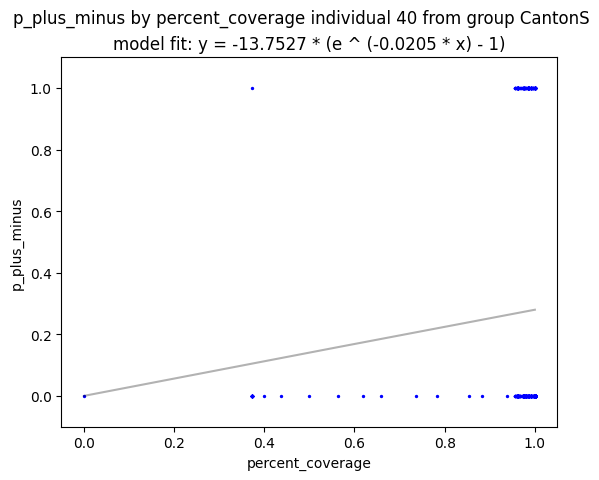 p_plus_minus by percent_coverage individual 40 from group CantonS
model fit: y = -13.7527 * (e ^ (-0.0205 * x) - 1)
1.0
0.8
0.6
0.4
0.2
0.0
p_plus_minus
0.0 0.2 0.4 0.6 0.8 1.0
percent_coverage